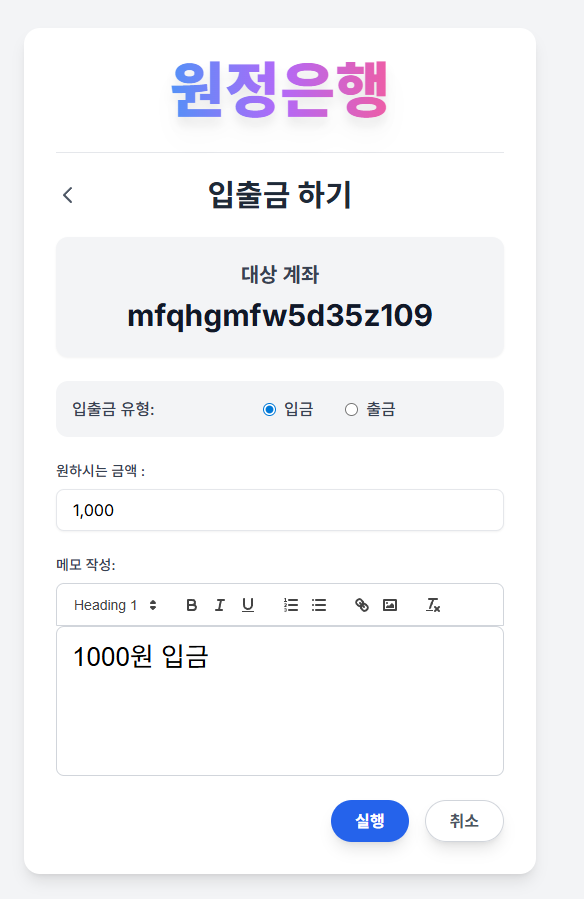 원정은행
입출금 하기
대상 계좌
mfqhgmfw5d35z109
입출금 유형: 입금 출금
원하시는 금액 :
1,000
메모 작성:
Heading 1 B I U
1000원 입금
실행 취소